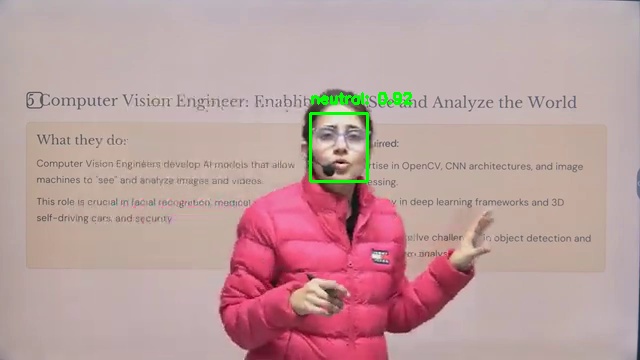 5 Computer Vision Engineer: See and Analyze the World
neutral: 0.92
What they do:
Computer Vision Engineers develop AI models that allow
machines to "see" and analyze images and videos.
This role is crucial in facial recognition, medical
self-driving cars, and security
uired:
rtise in OpenCV, CNN architectures, and image
essing.
y in deep learning frameworks and 3D
object detection and